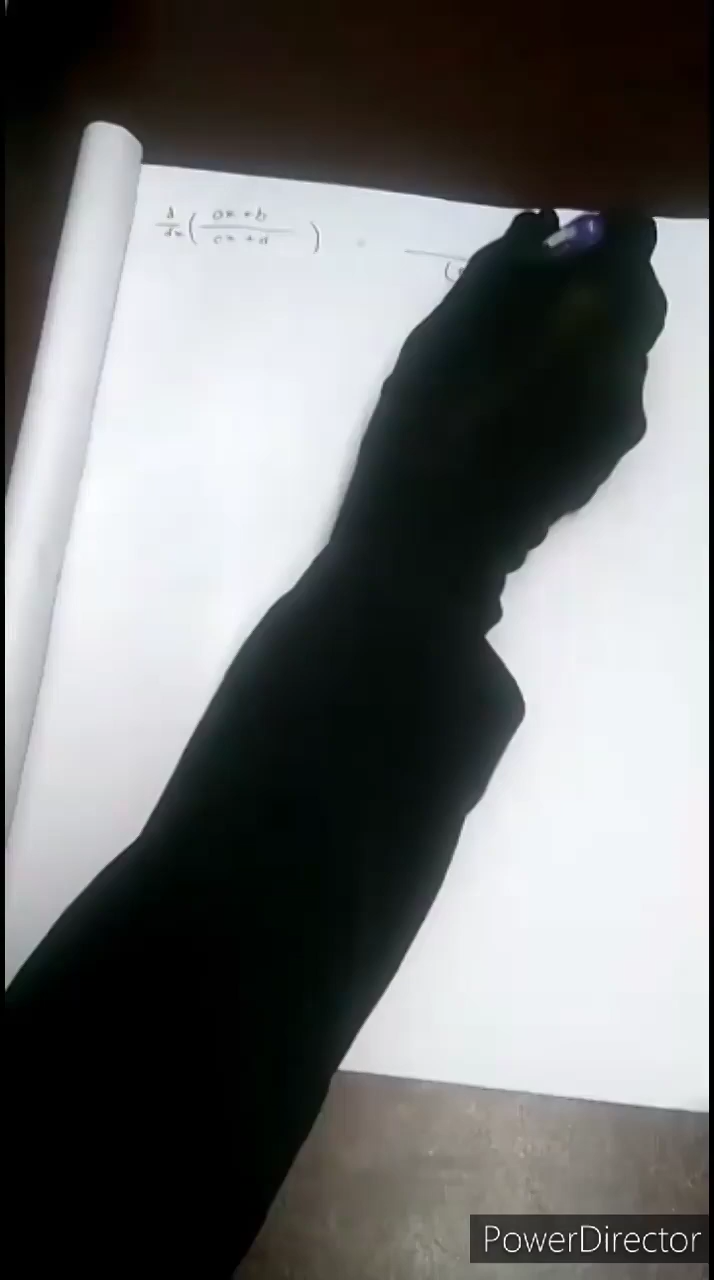 d/dx ( ax + b / cx + d ) =
(
PowerDirector